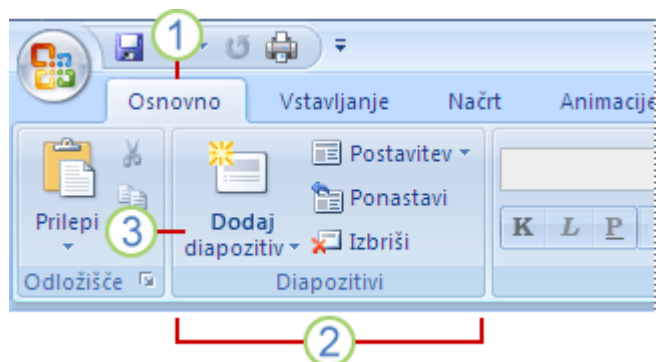 1
Osnovno Vstavljanje Načrt Animacije
Prilepi
3
Dodaj
diapozitiv
Postavitev
Ponastavi
Izbriši
K L P
Odložišče Diapozitivi
2